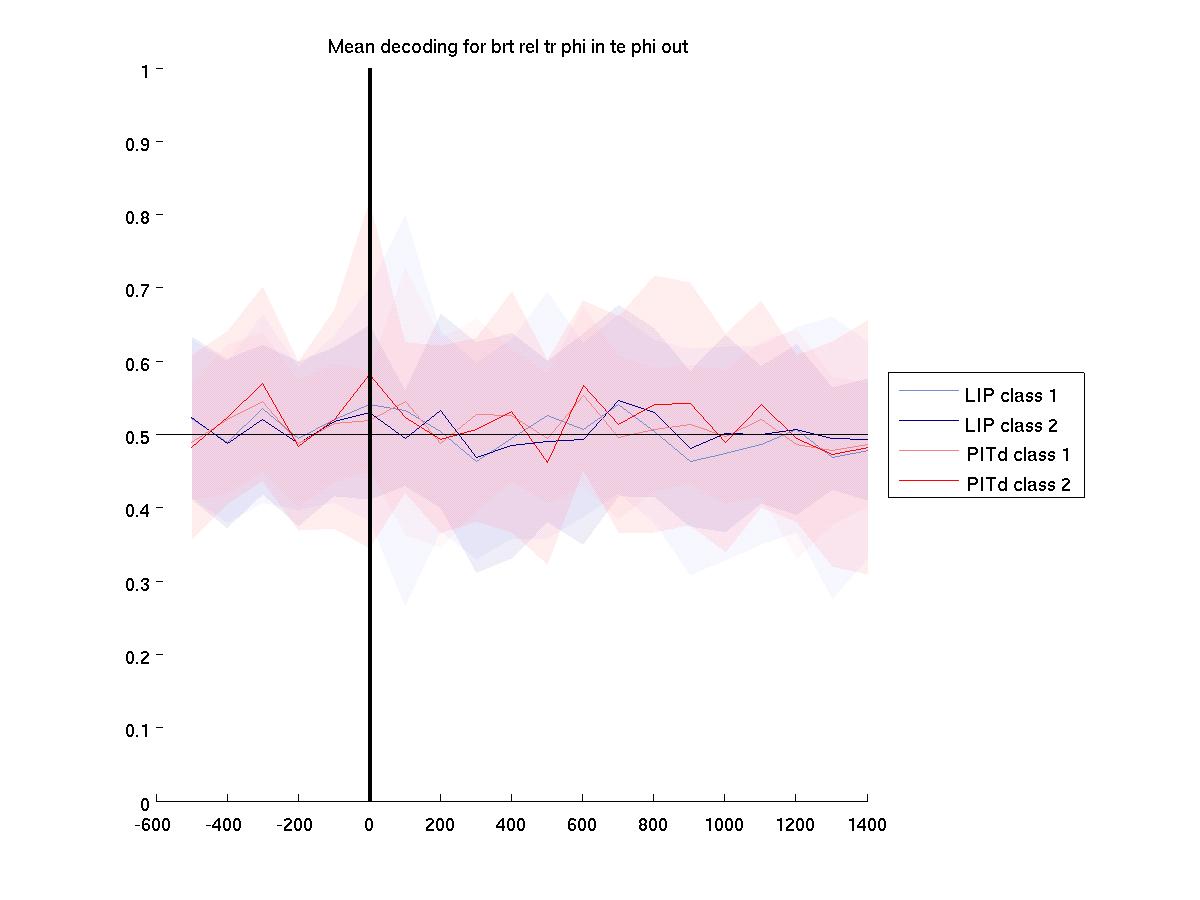 Mean decoding for brt rel tr phi in te phi out
1
0.9
0.8
0.7
0.6
0.5
0.4
0.3
0.2
0.1
0
-600 -400 -200 0 200 400 600 800 1000 1200 1400
LIP class 1
LIP class 2
PITd class 1
PITd class 2